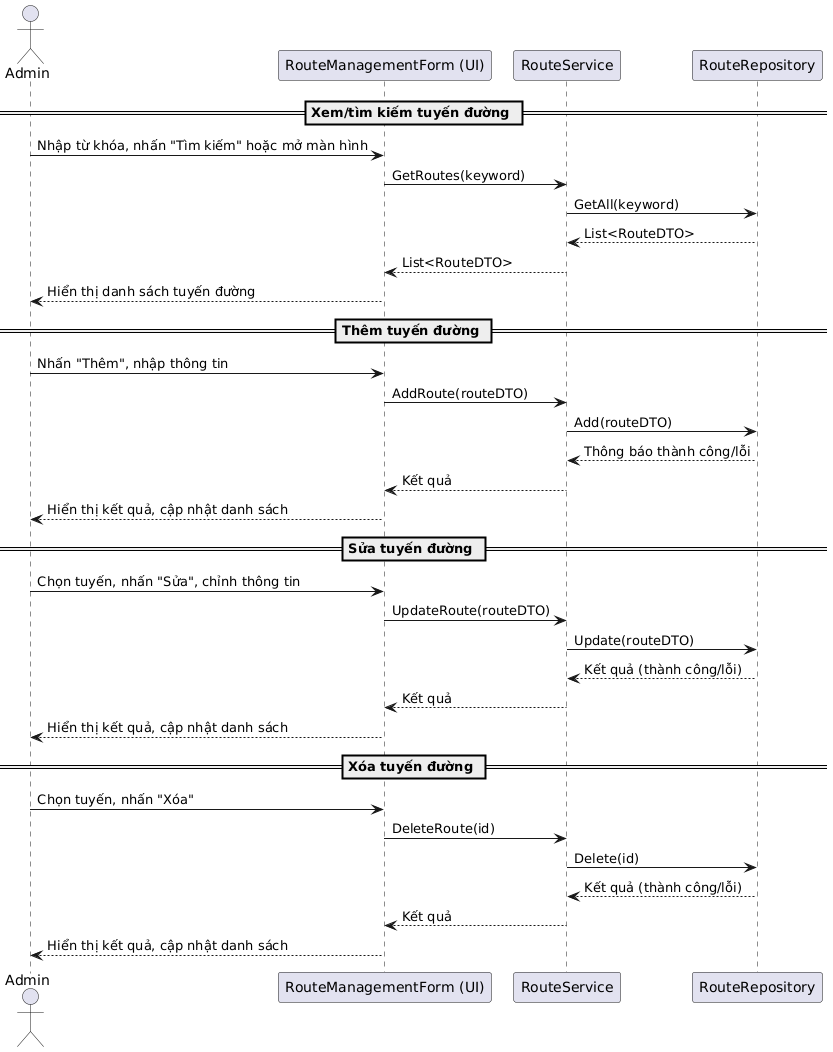 Admin
RouteManagementForm (UI)
RouteService
RouteRepository
Xem/tìm kiếm tuyến đường
Nhập từ khóa, nhấn "Tìm kiếm" hoặc mở màn hình
GetRoutes(keyword)
GetAll(keyword)
List<RouteDTO>
List<RouteDTO>
Hiển thị danh sách tuyến đường
Thêm tuyến đường
Nhấn "Thêm", nhập thông tin
AddRoute(routeDTO)
Add(routeDTO)
Thông báo thành công/lỗi
Kết quả
Hiển thị kết quả, cập nhật danh sách
Sửa tuyến đường
Chọn tuyến, nhấn "Sửa", chỉnh thông tin
UpdateRoute(routeDTO)
Update(routeDTO)
Kết quả (thành công/lỗi)
Kết quả
Hiển thị kết quả, cập nhật danh sách
Xóa tuyến đường
Chọn tuyến, nhấn "Xóa"
DeleteRoute(id)
Delete(id)
Kết quả (thành công/lỗi)
Kết quả
Hiển thị kết quả, cập nhật danh sách
Admin
RouteManagementForm (UI)
RouteService
RouteRepository